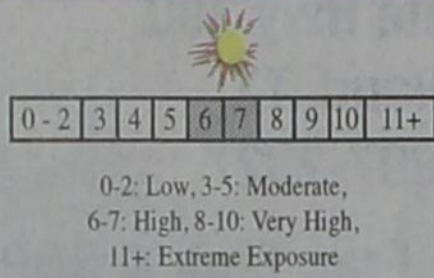 0 - 2 3 4 5 6 7 8 9 10 11+
0-2: Low, 3-5: Moderate,
6-7: High, 8-10: Very High,
11+: Extreme Exposure